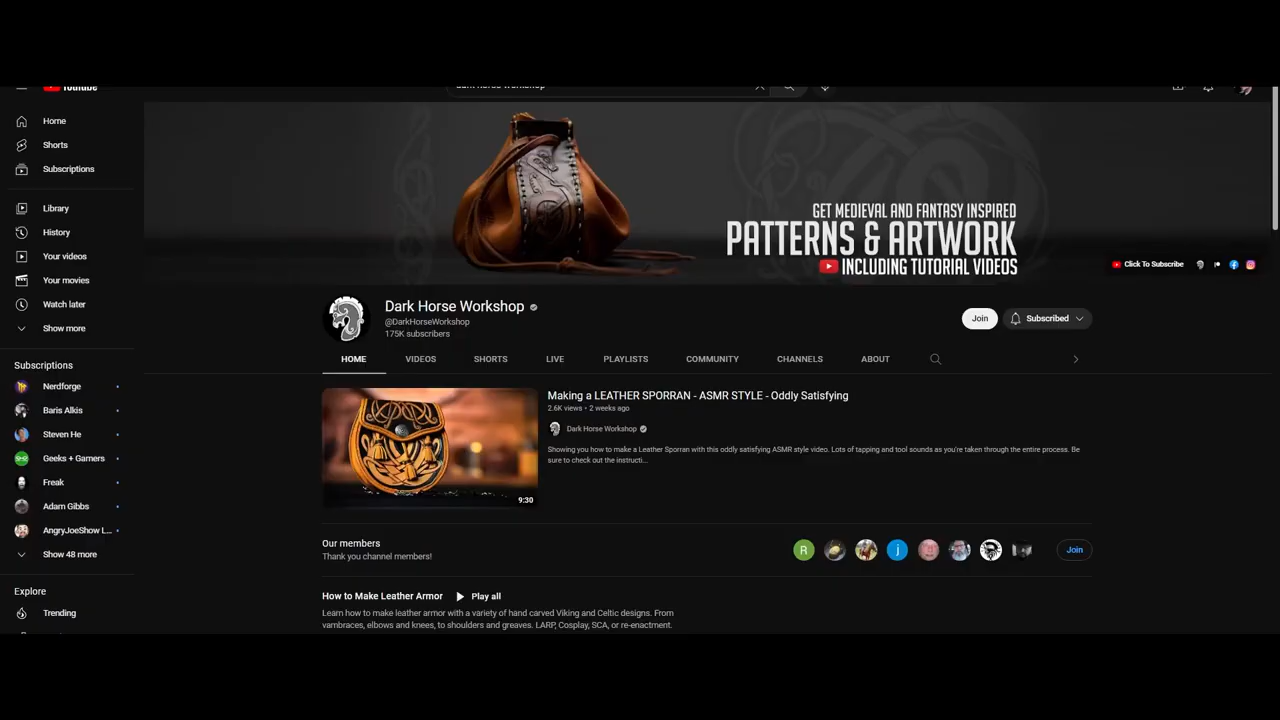 YouTube
dark horse workshop
Home
Shorts
Subscriptions
Library
History
Your videos
Your movies
Watch later
Show more
Subscriptions
Nerdforge
Baris Alkis
Steven He
Geeks + Gamers
Freak
Adam Gibbs
AngryJoeShow L...
Show 48 more
Explore
Trending
GET MEDIEVAL AND FANTASY INSPIRED
PATTERNS & ARTWORK
INCLUDING TUTORIAL VIDEOS
Click To Subscribe
Dark Horse Workshop
@DarkHorseWorkshop
175K subscribers
Join
Subscribed
HOME VIDEOS SHORTS LIVE PLAYLISTS COMMUNITY CHANNELS ABOUT
9:30
Making a LEATHER SPORRAN - ASMR STYLE - Oddly Satisfying
2.6K views • 2 weeks ago
Dark Horse Workshop
Showing you how to make a Leather Sporran with this oddly satisfying ASMR style video. Lots of tapping and tool sounds as you're taken through the entire process. Be
sure to check out the instructi...
Our members
Thank you channel members!
R
j
Join
How to Make Leather Armor Play all
Learn how to make leather armor with a variety of hand carved Viking and Celtic designs. From
vambraces, elbows and knees, to shoulders and greaves. LARP, Cosplay, SCA, or re-enactment.